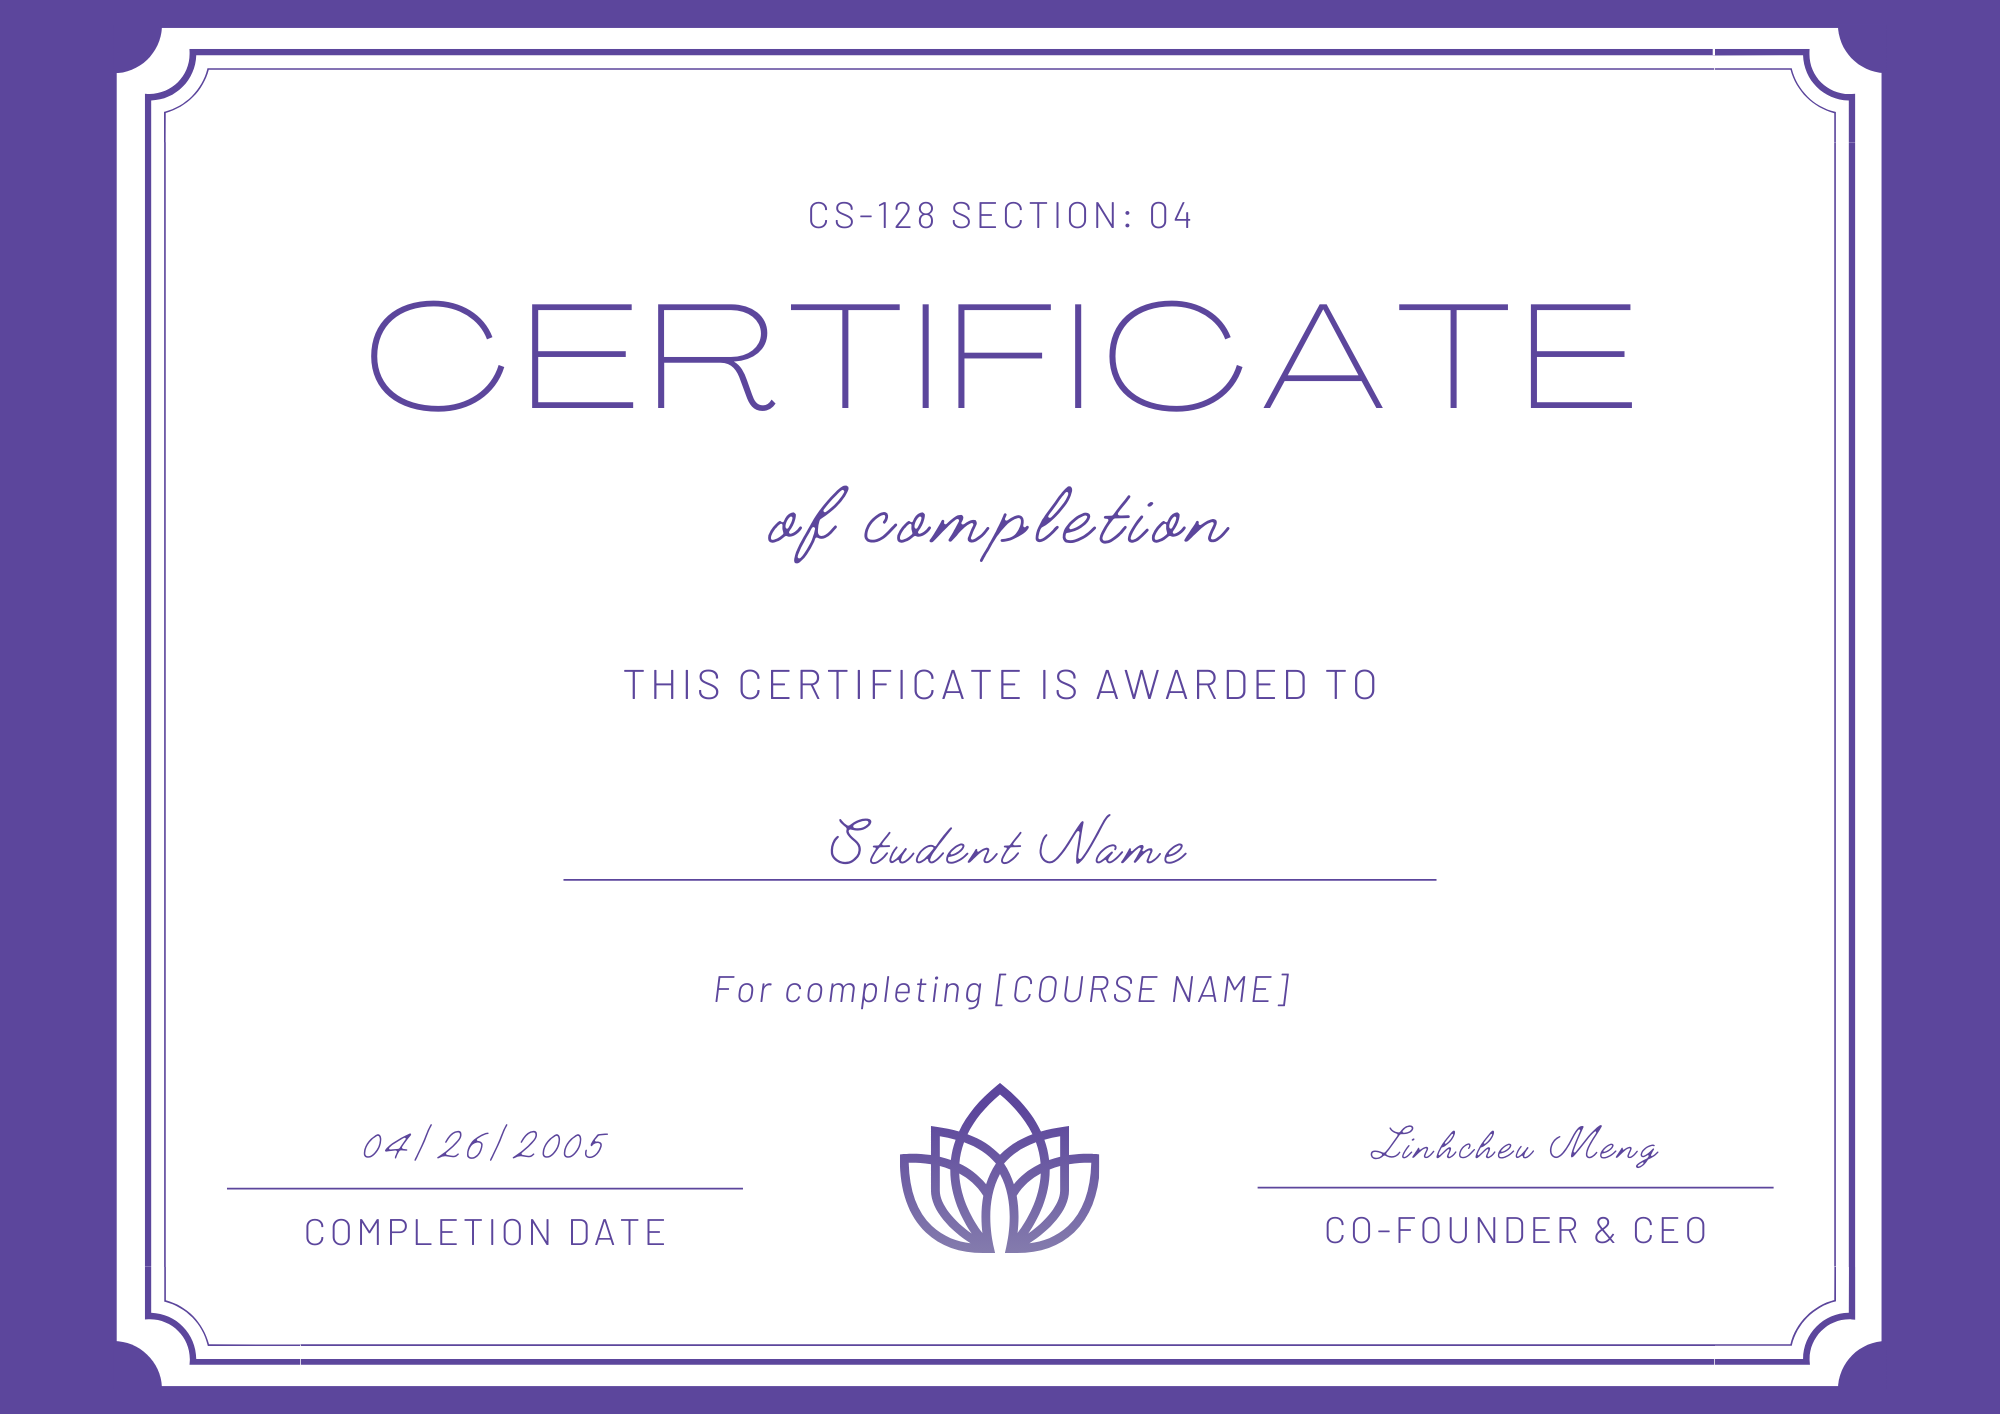 CS-128 SECTION: 04
CERTIFICATE
of completion
THIS CERTIFICATE IS AWARDED TO
Student Name
For completing [COURSE NAME]
04/26/2005
COMPLETION DATE
Linhcheu Meng
CO-FOUNDER & CEO